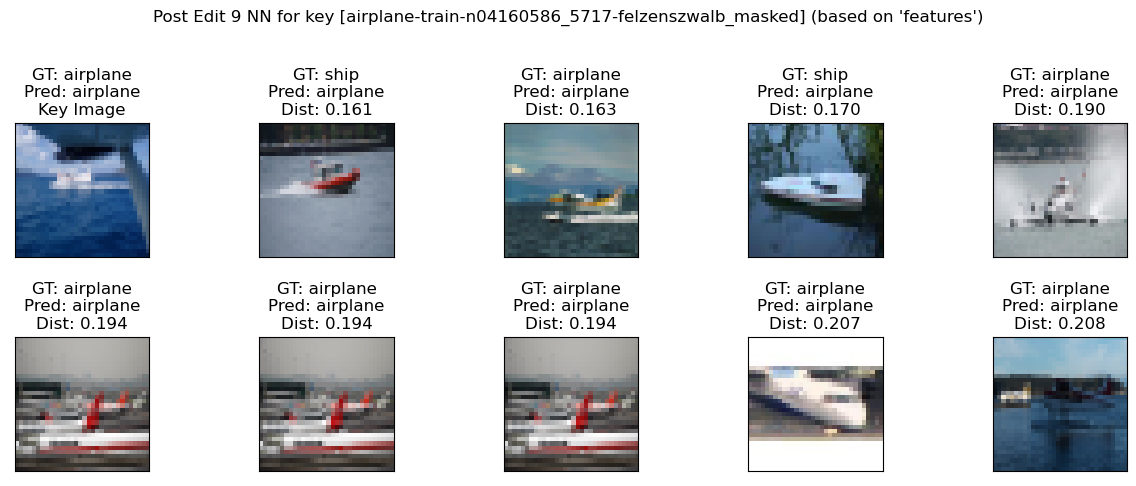 Post Edit 9 NN for key [airplane-train-n04160586_5717-felzenszwalb_masked] (based on 'features')
GT: airplane
Pred: airplane
Key Image
GT: ship
Pred: airplane
Dist: 0.161
GT: airplane
Pred: airplane
Dist: 0.163
GT: ship
Pred: airplane
Dist: 0.170
GT: airplane
Pred: airplane
Dist: 0.190
GT: airplane
Pred: airplane
Dist: 0.194
GT: airplane
Pred: airplane
Dist: 0.194
GT: airplane
Pred: airplane
Dist: 0.194
GT: airplane
Pred: airplane
Dist: 0.207
GT: airplane
Pred: airplane
Dist: 0.208